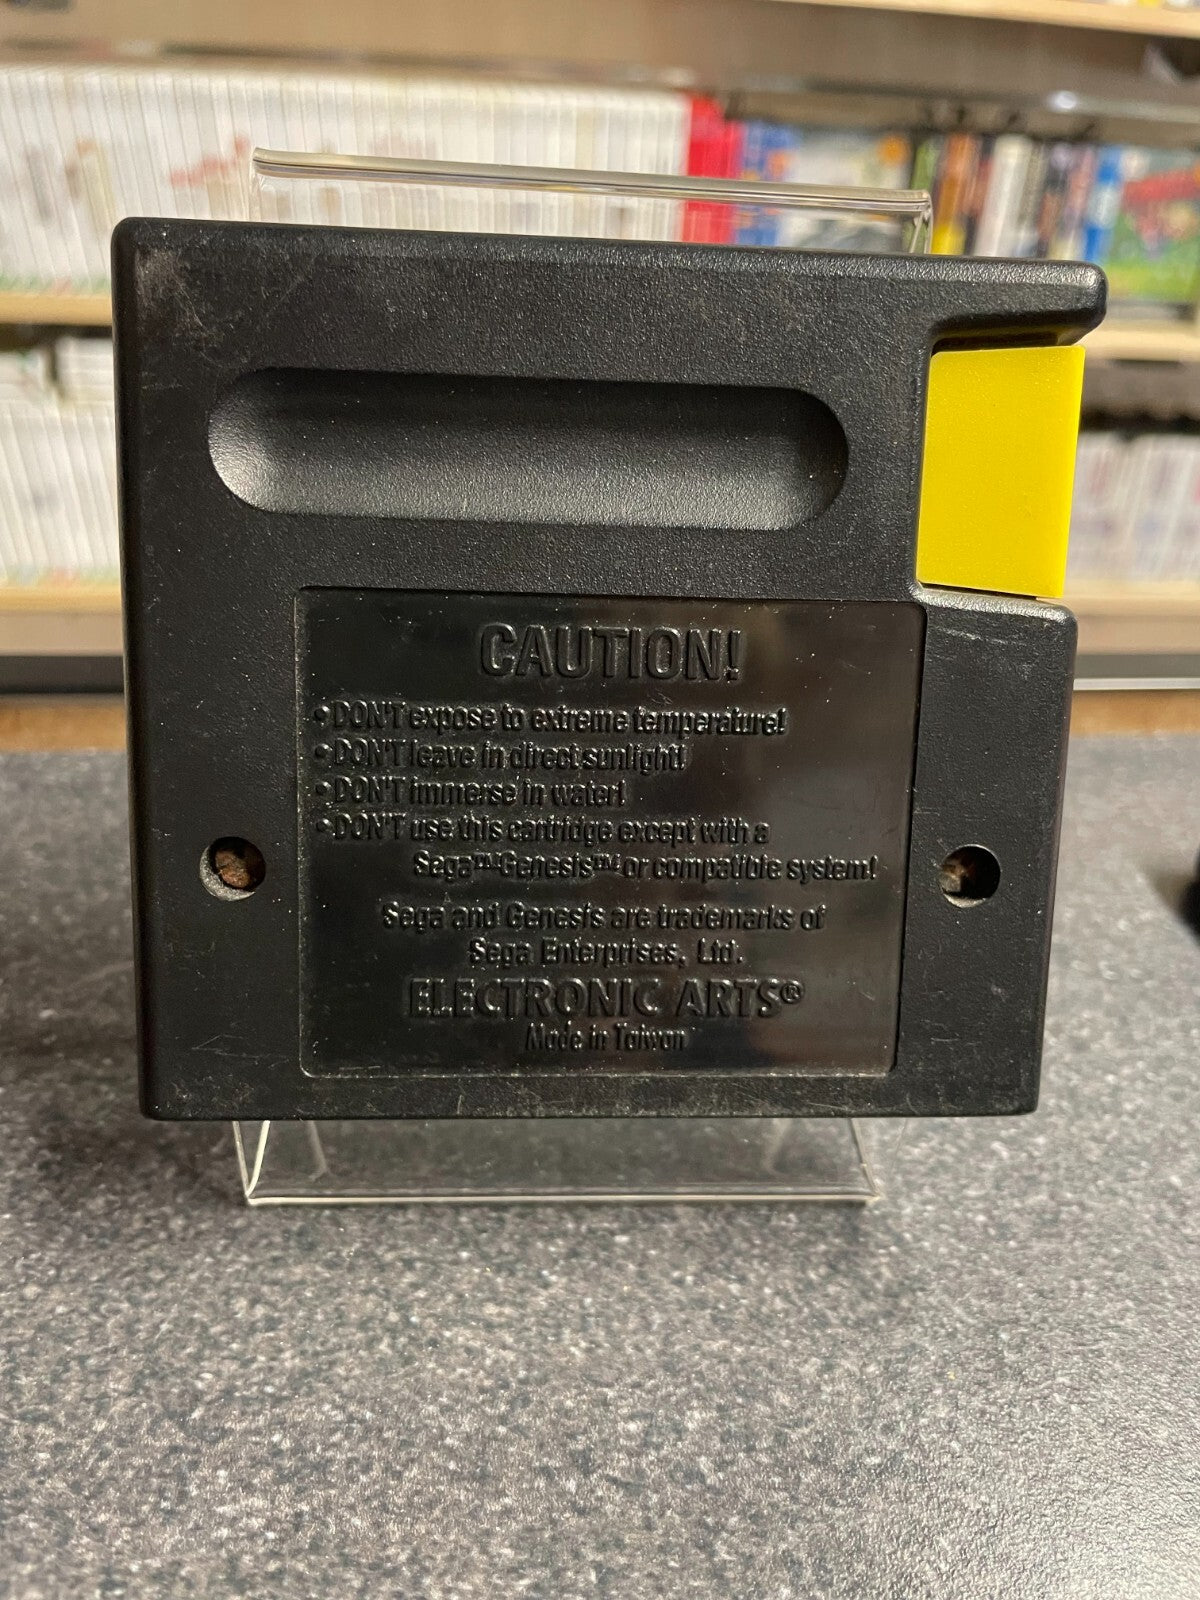 CAUTION!
• DON'T expose to extreme temperature!
• DON'T leave in direct sunlight!
• DON'T immerse in water!
• DON'T use this cartridge except with a
Sega™Genesis™ or compatible system!
Sega and Genesis are trademarks of
Sega Enterprises, Ltd.
ELECTRONIC ARTS®
Made in Taiwan